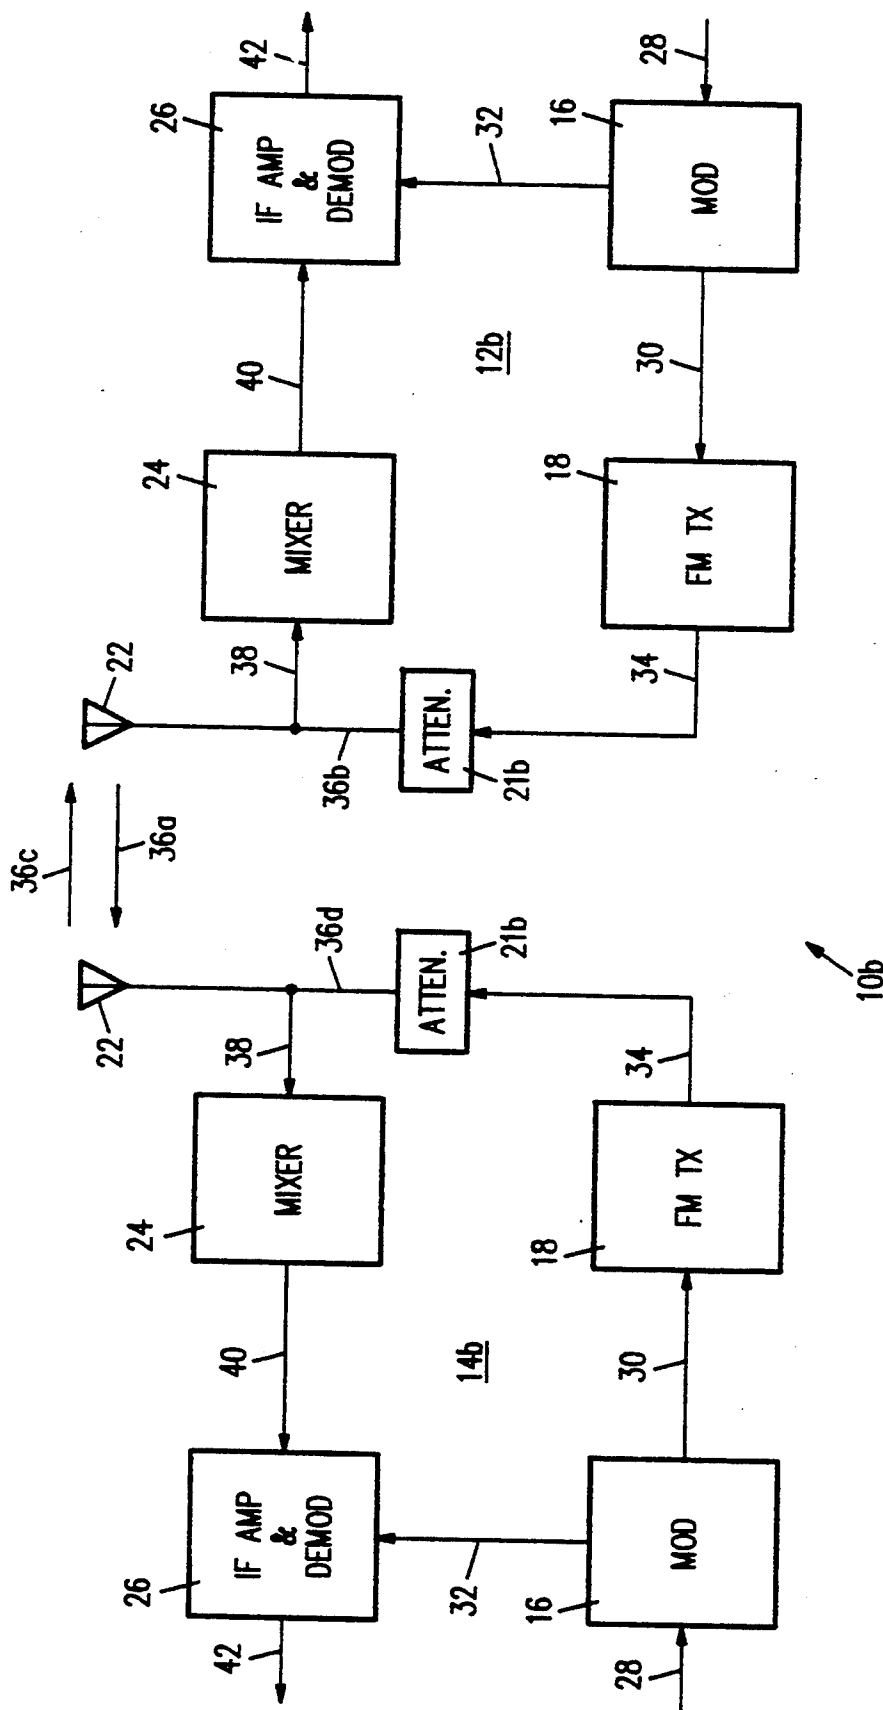 36c
36a
22
22
26
24
24
26
42
IF AMP
&
DEMOD
40
MIXER
38
38
MIXER
40
IF AMP
&
DEMOD
42
36d
36b
ATTEN.
ATTEN.
32
14b
21b
21b
12b
32
16
18
18
16
28
MOD
30
FM TX
34
34
FM TX
30
MOD
28
10b